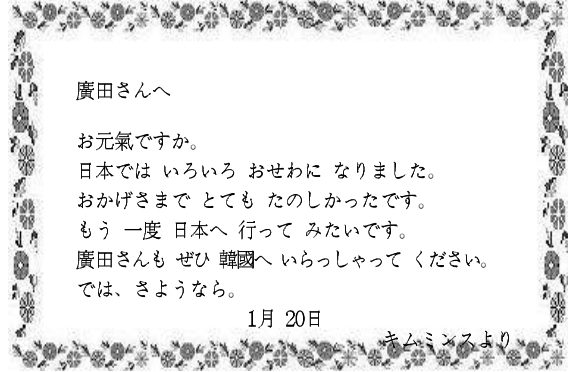 廣田さんへ
お元氣ですか。
日本では いろいろ おせわに なりました。
おかげさまで とても たのしかったです。
もう 一度 日本へ 行って みたいです。
廣田さんも ぜひ 韓國へ いらっしゃって ください。
では、さようなら。
1月 20日
キムミンスより